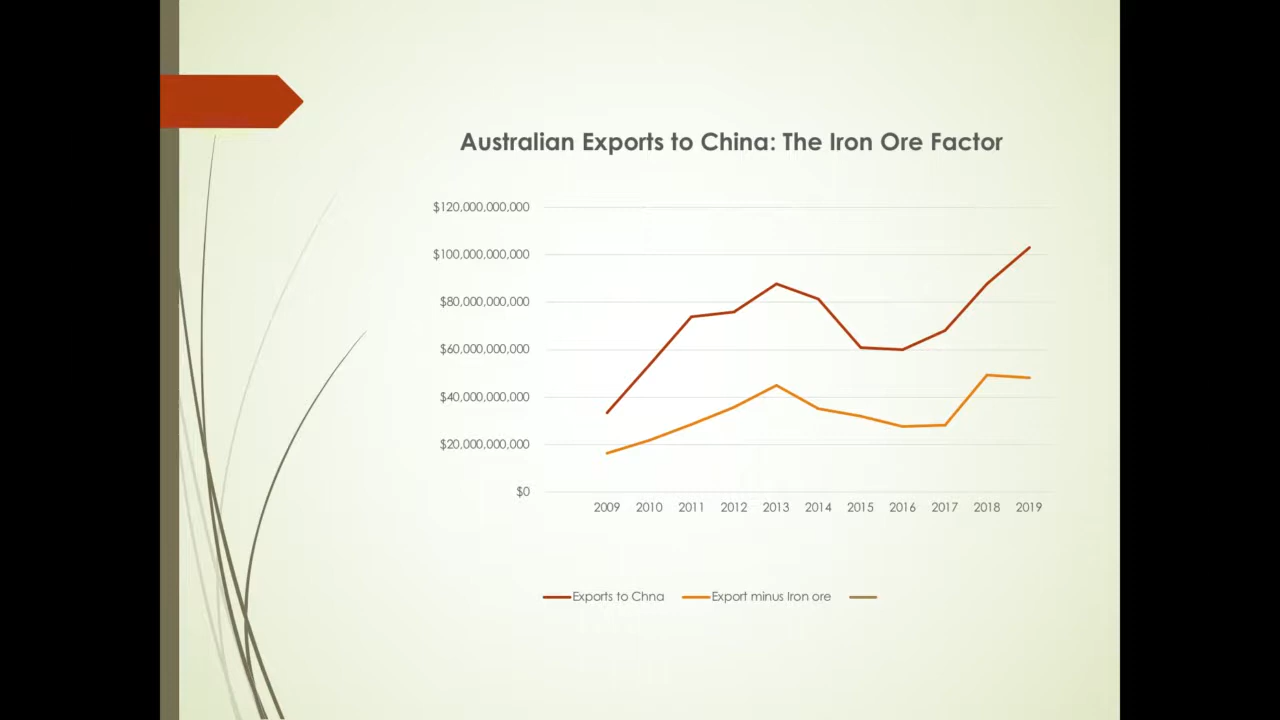 Australian Exports to China: The Iron Ore Factor
$120,000,000,000
$100,000,000,000
$80,000,000,000
$60,000,000,000
$40,000,000,000
$20,000,000,000
$0
2009 2010 2011 2012 2013 2014 2015 2016 2017 2018 2019
Exports to Chna Export minus Iron ore